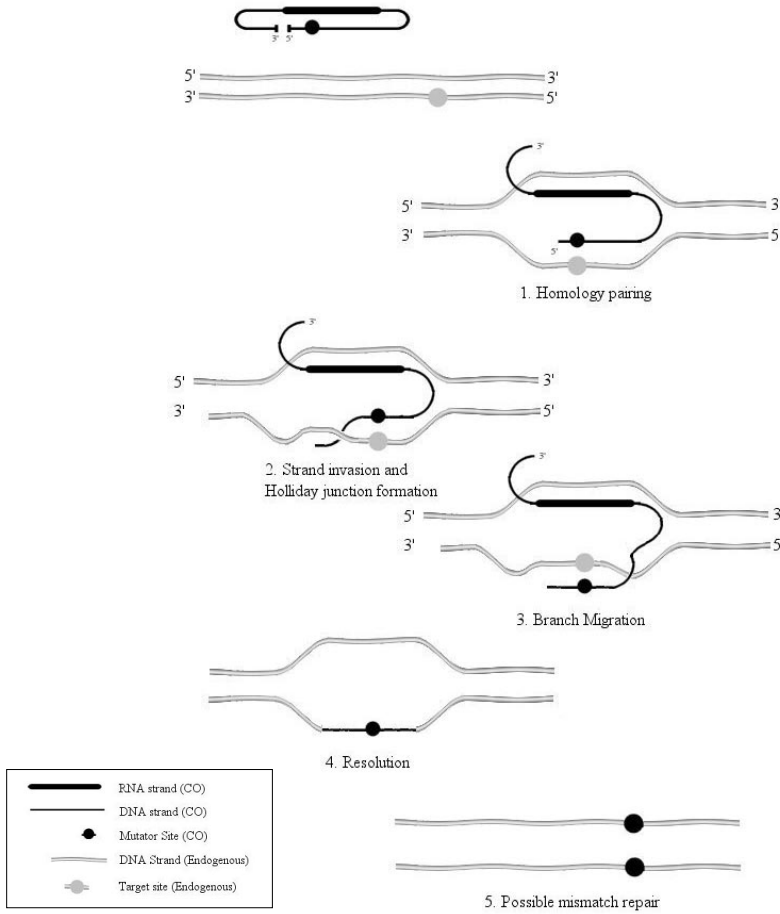 3' 5'
5' 3'
3' 5'
3'
5' 3
3' 5
5'
1. Homology pairing
3'
5' 3'
3' 5'
2. Strand invasion and
Holliday junction formation
3'
5' 3
3' 5
3. Branch Migration
4. Resolution
RNA strand (CO)
DNA strand (CO)
Mutator Site (CO)
DNA Strand (Endogenous)
Target site (Endogenous)
5. Possible mismatch repair